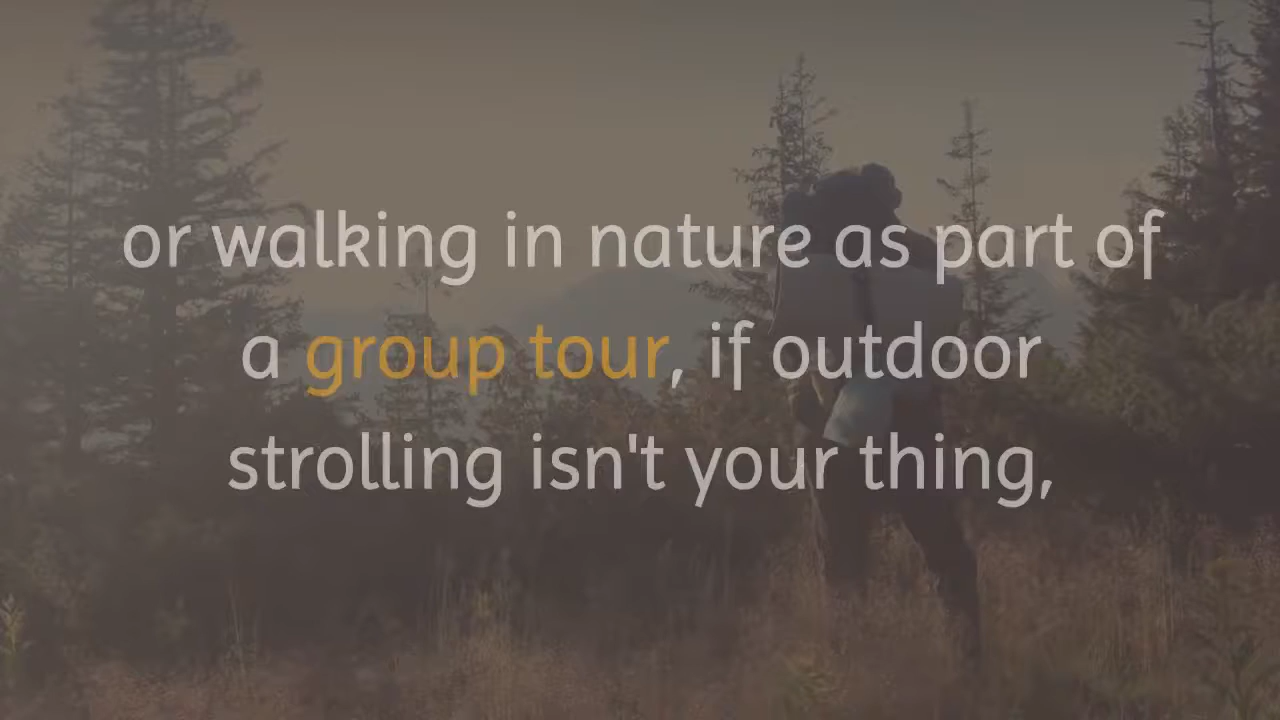 or walking in nature as part of
a group tour, if outdoor
strolling isn't your thing,